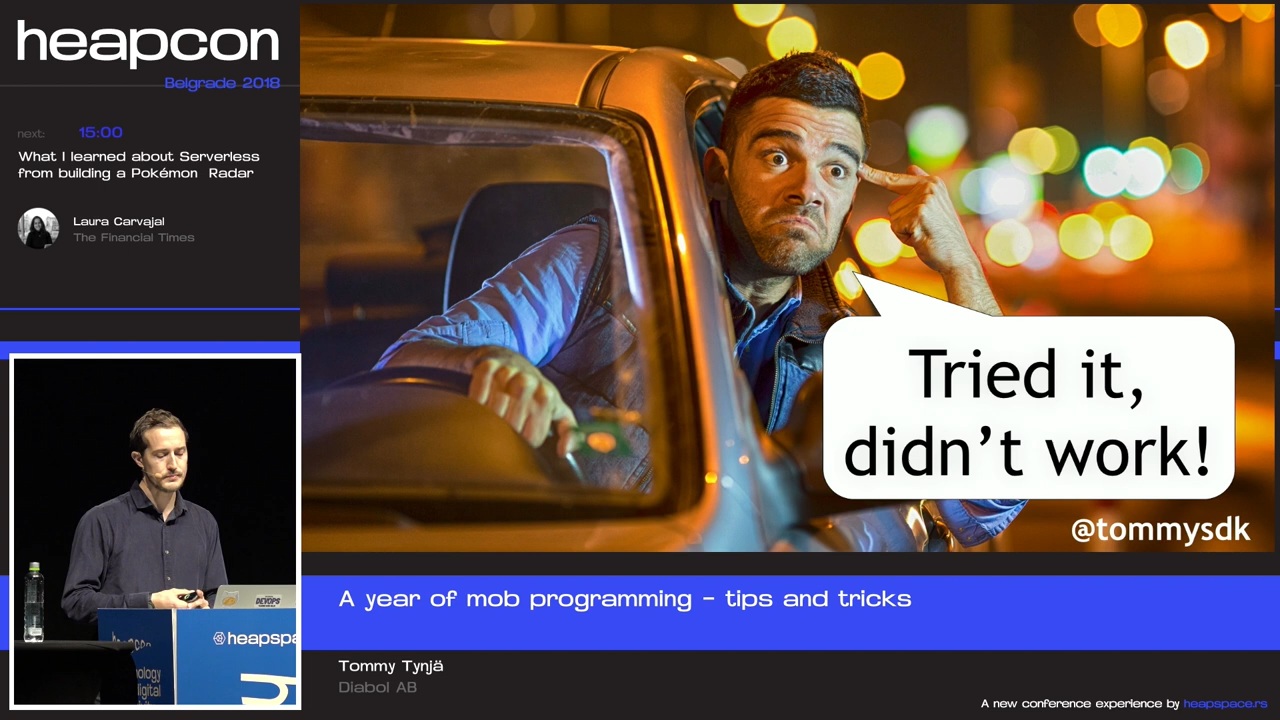 heapcon
Belgrade 2018
next: 15:00
What I learned about Serverless
from building a Pokémon Radar
Laura Carvajal
The Financial Times
Tried it,
didn’t work!
@tommysdk
DEVOPS
heapspa
A year of mob programming - tips and tricks
Tommy Tynjä
Diabol AB
A new conference experience by heapspace.rs